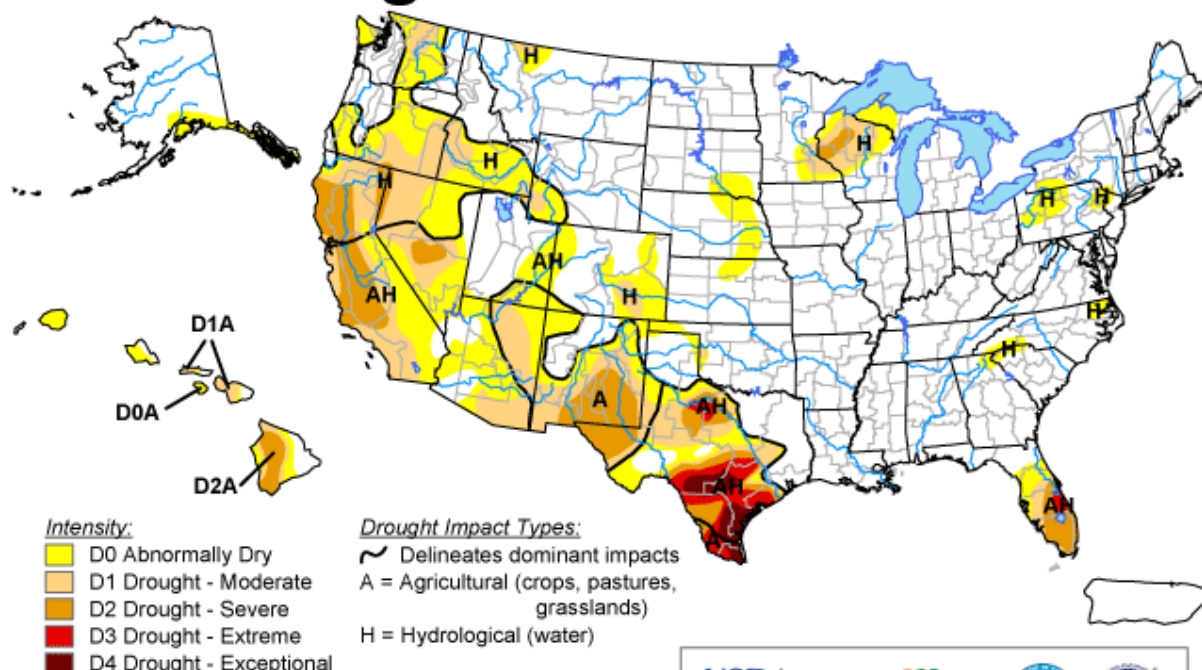 H
H
H
H
H
AH
AH
H
H
H
H
H
A
AH
AH
A
AH
D1A
D0A
D2A
Intensity:
D0 Abnormally Dry
D1 Drought - Moderate
D2 Drought - Severe
D3 Drought - Extreme
D4 Drought - Exceptional
Drought Impact Types:
Delineates dominant impacts
A = Agricultural (crops, pastures,
grasslands)
H = Hydrological (water)